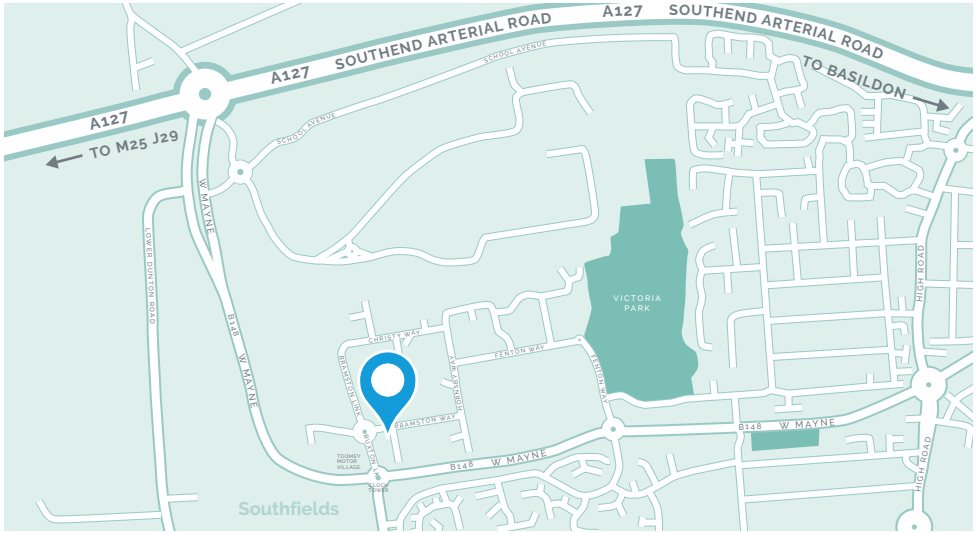 A127
SOUTHEND ARTERIAL ROAD
A127
SOUTHEND ARTERIAL ROAD
A127
TO BASILDON
TO M25 J29
SCHOOL AVENUE
SCHOOL AVENUE
W MAYNE
LOWER DUNTON ROAD
HIGH ROAD
VICTORIA
PARK
B148
W MAYNE
CHRISTY WAY
BRAMSTON LINK
HORNSBY WAY
FENTON WAY
FENTON WAY
BRAMSTON WAY
B148
W MAYNE
TOOMEY
MOTOR
VILLAGE
B148
W MAYNE
HIGH ROAD
CLOCK
TOWER
Southfields